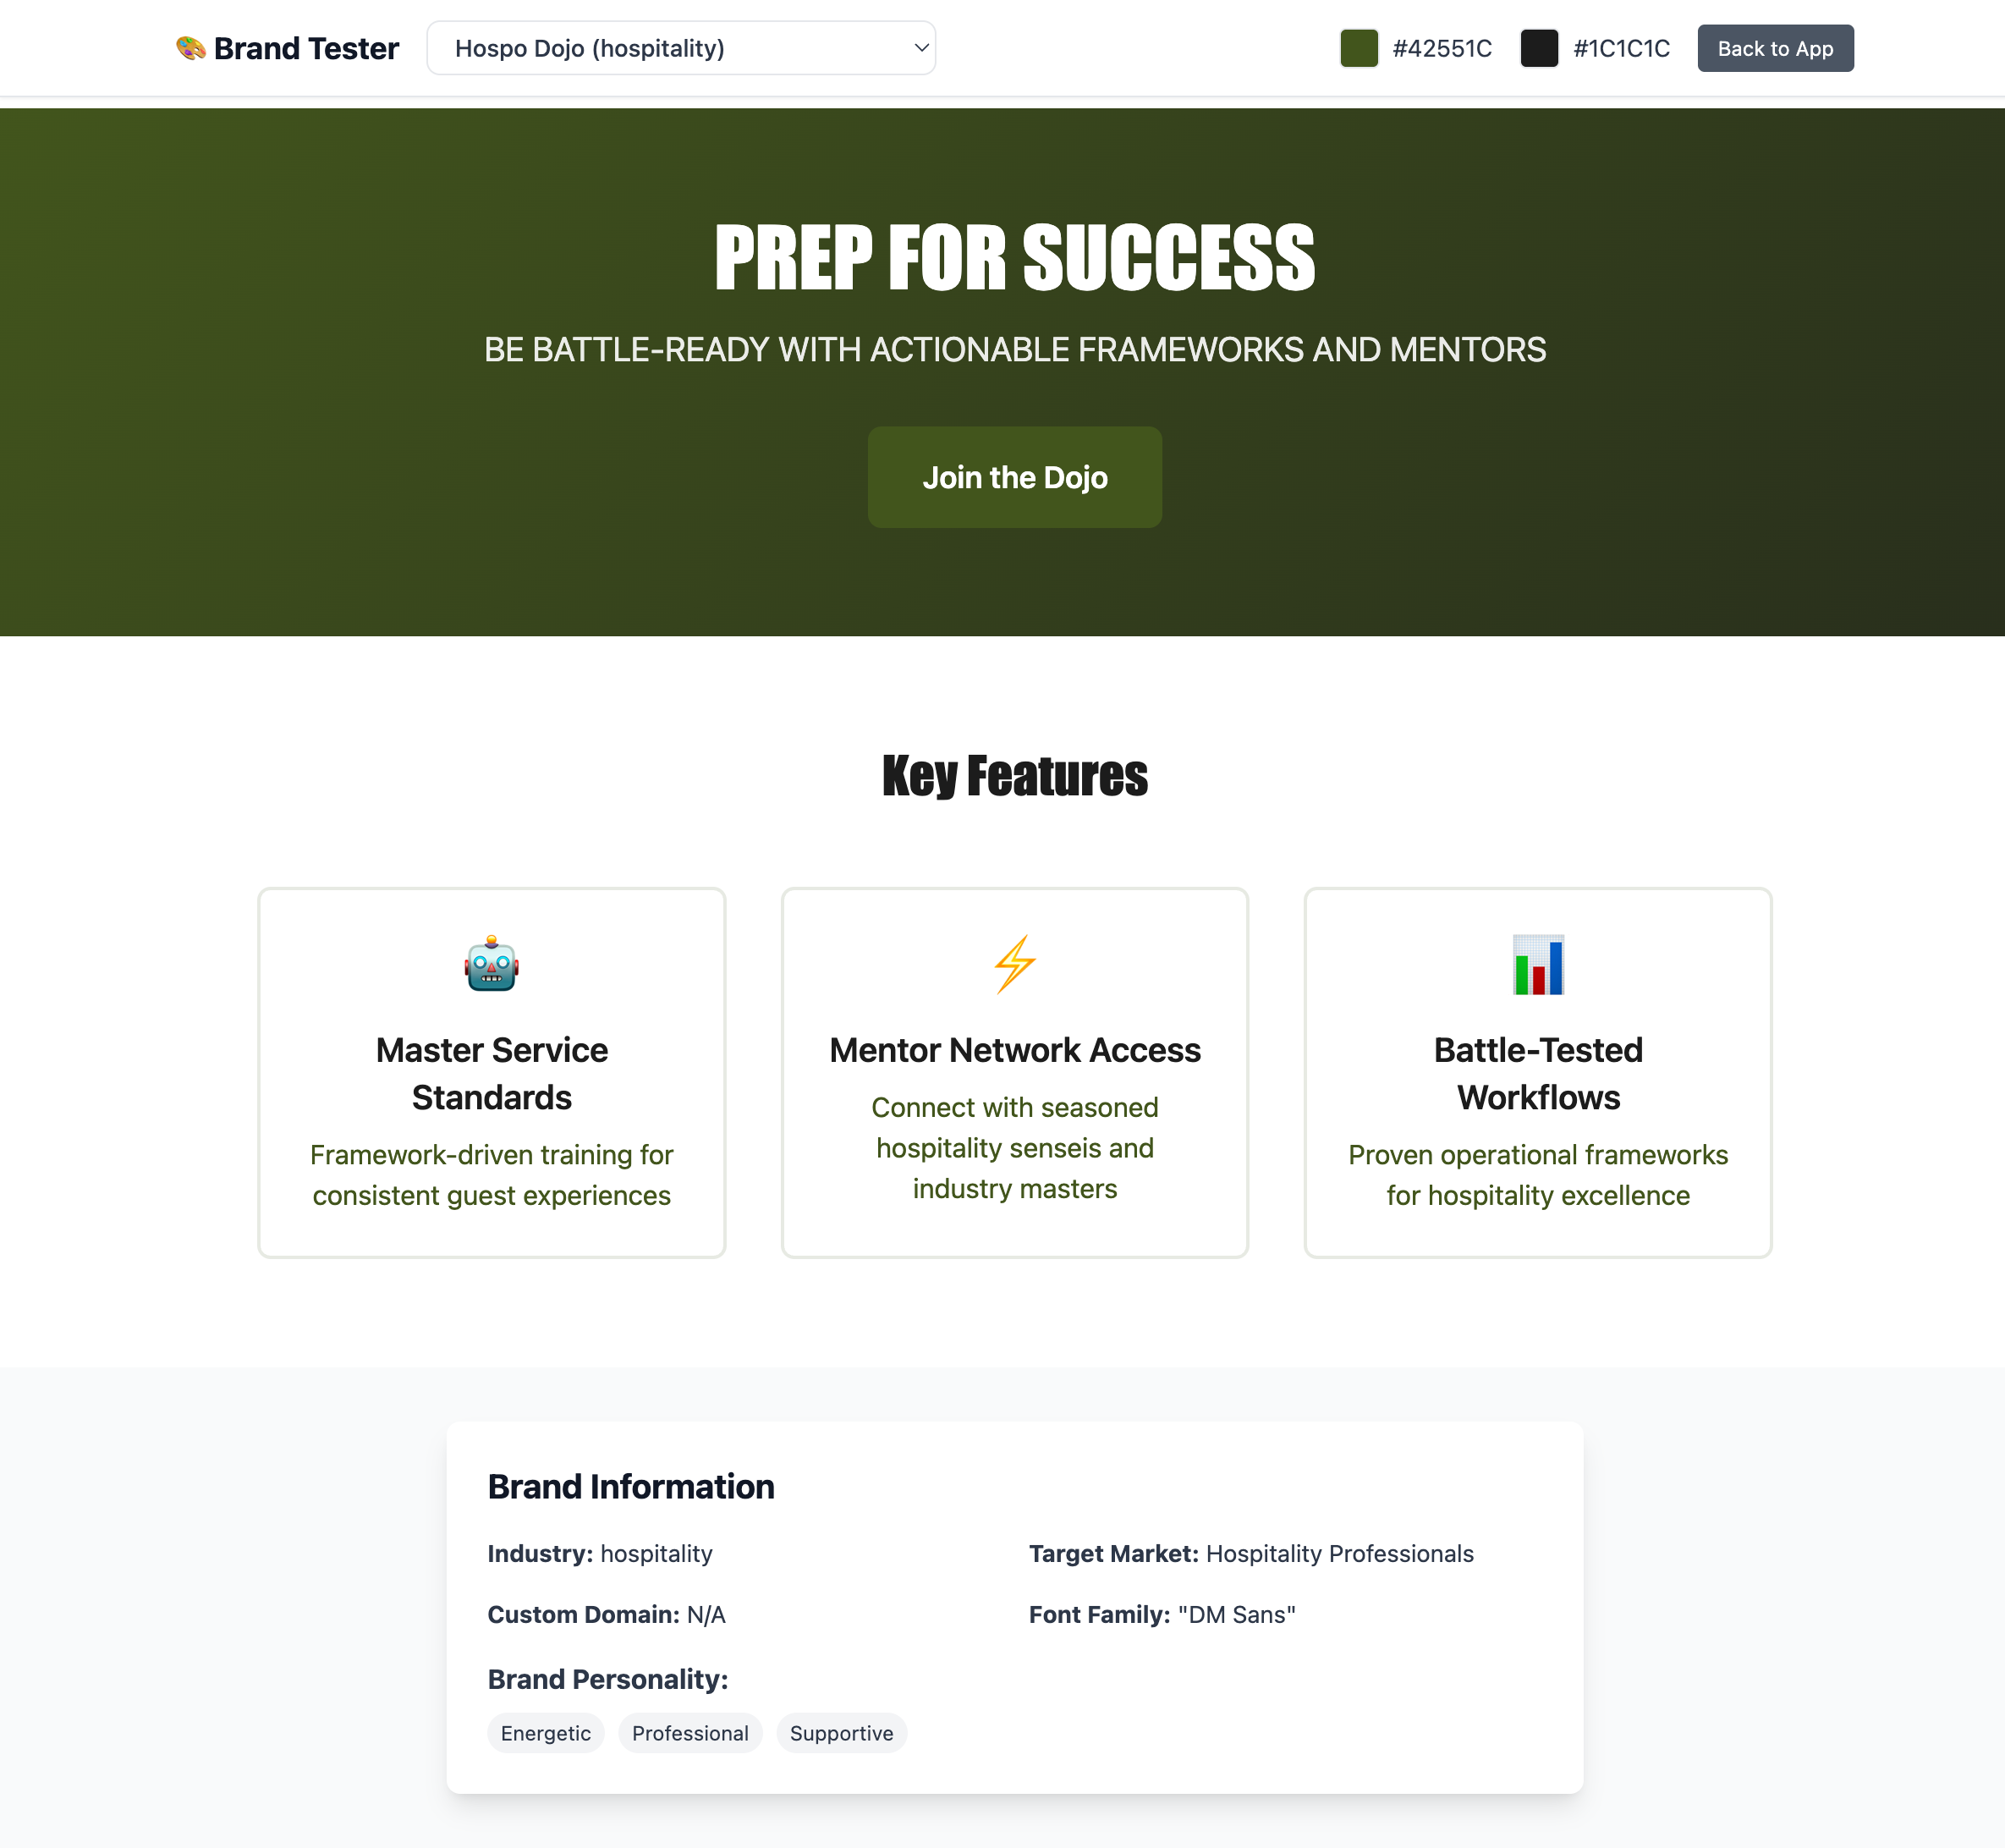 🎨 Brand Tester
Hospo Dojo (hospitality)
#42551C
#1C1C1C
Back to App
PREP FOR SUCCESS
BE BATTLE-READY WITH ACTIONABLE FRAMEWORKS AND MENTORS
Join the Dojo
Key Features
Master Service
Standards
Framework-driven training for
consistent guest experiences
Mentor Network Access
Connect with seasoned
hospitality senseis and
industry masters
Battle-Tested
Workflows
Proven operational frameworks
for hospitality excellence
Brand Information
Industry: hospitality
Target Market: Hospitality Professionals
Custom Domain: N/A
Font Family: "DM Sans"
Brand Personality:
Energetic
Professional
Supportive